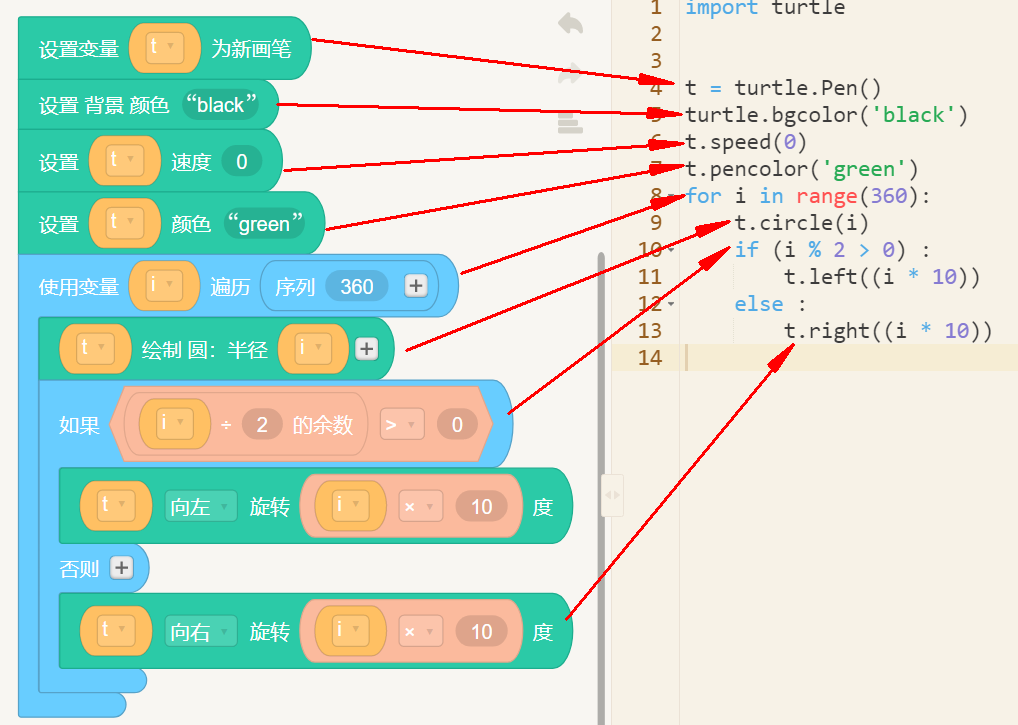 设置变量 t 为新画笔
设置 背景 颜色 “black”
设置 t 速度 0
设置 t 颜色 “green”
使用变量 i 遍历 序列 360 +
t 绘制 圆：半径 i +
如果 i ÷ 2 的余数 > 0
t 向左 旋转 i × 10 度
否则 +
t 向右 旋转 i × 10 度
1 import turtle
2
3
4 t = turtle.Pen()
5 turtle.bgcolor('black')
6 t.speed(0)
7 t.pencolor('green')
8 for i in range(360):
9 t.circle(i)
10 if (i % 2 > 0) :
11 t.left((i * 10))
12 else :
13 t.right((i * 10))
14